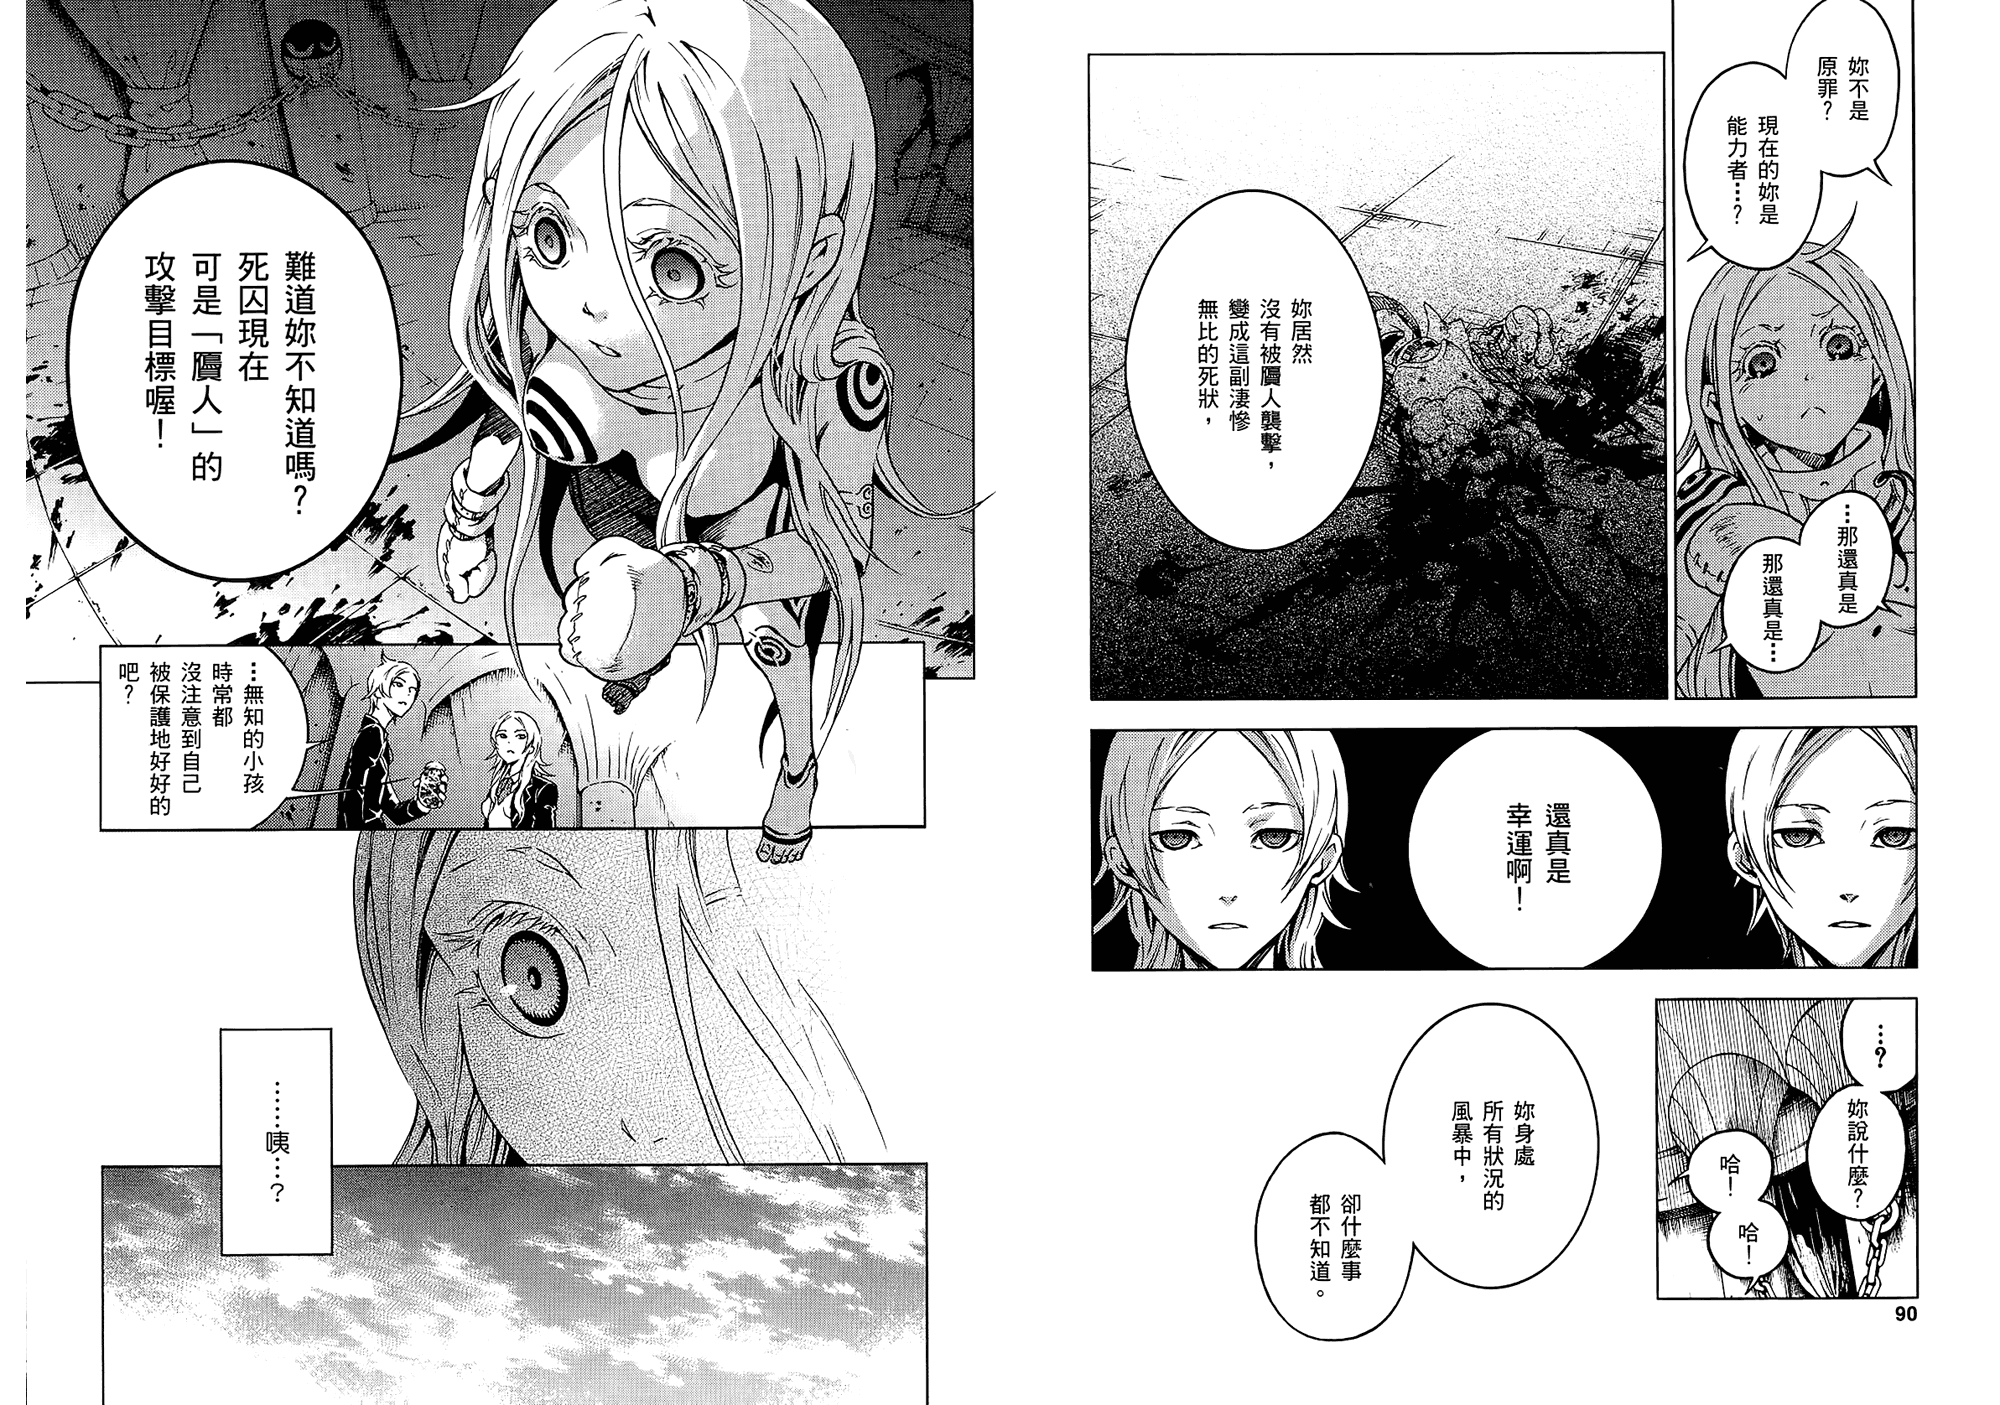 妳不是
原罪？
現在的妳是
能力者…？
…那還真是
那還真是…
妳居然
沒有被贗人襲擊，
變成這副淒慘
無比的死狀，
還真是
幸運啊！
…？
妳說什麼？
哈！
哈！
妳身處
所有狀況的
風暴中，
卻什麼事
都不知道。
90
難道妳不知道嗎？
死囚現在
可是「贗人」的
攻擊目標喔！
…無知的小孩
時常都
沒注意到自己
被保護地好好的
吧？
……咦…？